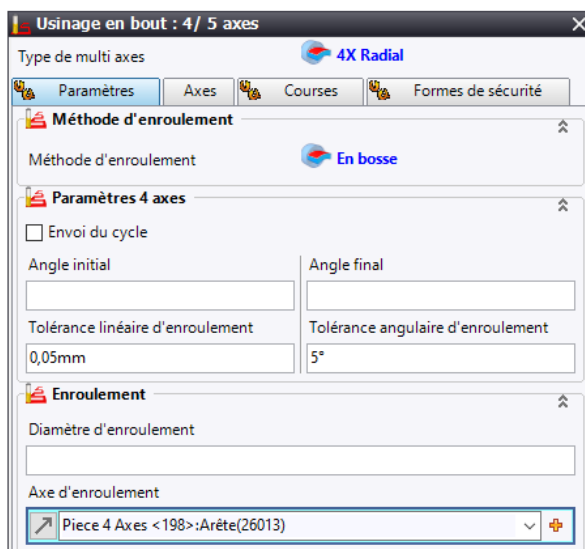 Usinage en bout : 4/ 5 axes
Type de multi axes 4X Radial
Paramètres Axes Courses Formes de sécurité
Méthode d'enroulement
Méthode d'enroulement En bosse
Paramètres 4 axes
Envoi du cycle
Angle initial Angle final
Tolérance linéaire d'enroulement Tolérance angulaire d'enroulement
0,05mm 5°
Enroulement
Diamètre d'enroulement
Axe d'enroulement
Piece 4 Axes <198>:Arête(26013)